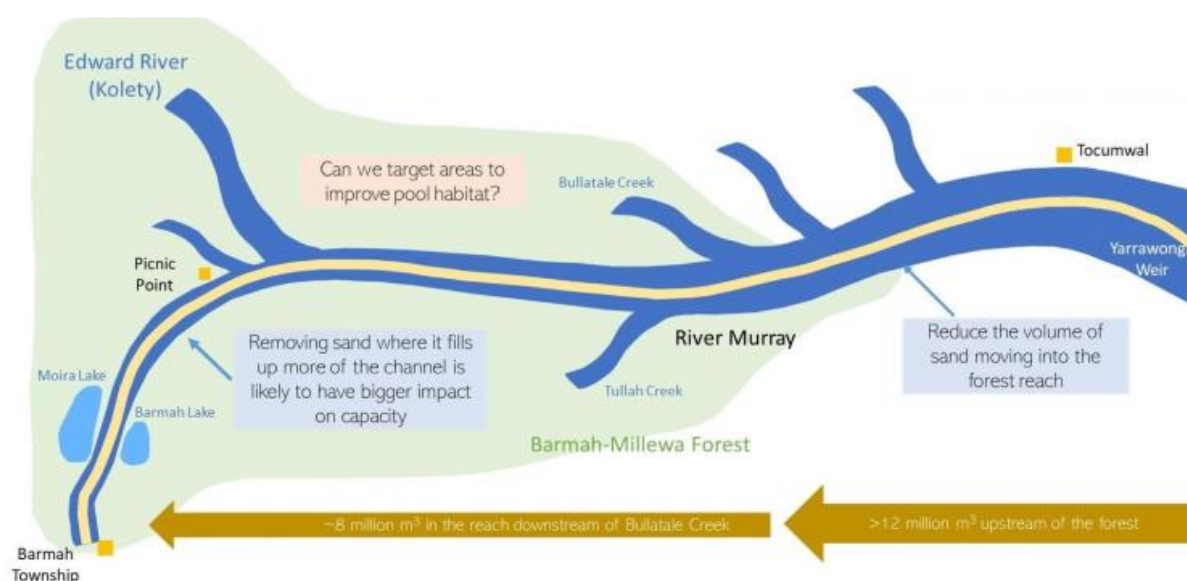 Edward River
(Kolety)
Can we target areas to
improve pool habitat?
Bullatale Creek
Tocumwal
Yarrawonga
Weir
Picnic
Point
River Murray
Reduce the volume of
sand moving into the
forest reach
Removing sand where it fills
up more of the channel is
likely to have bigger impact
on capacity
Moira Lake
Barmah Lake
Tullah Creek
Barmah-Millewa Forest
~8 million m³ in the reach downstream of Bullatale Creek
>12 million m³ upstream of the forest
Barmah
Township